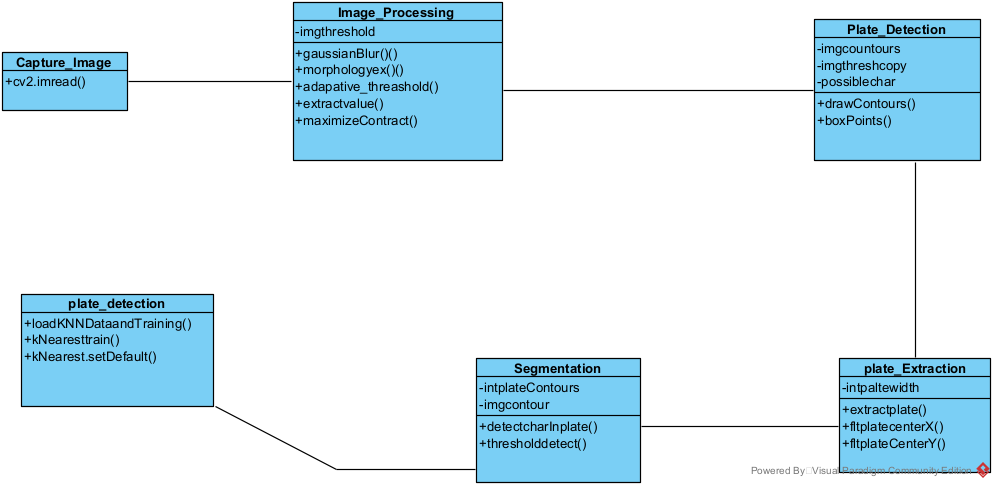 Capture_Image
+cv2.imread()
Image_Processing
-imgthreshold
+gaussianBlur()()
+morphologyex()()
+adapative_threashold()
+extractvalue()
+maximizeContract()
Plate_Detection
-imgcountours
-imgthreshcopy
-possiblechar
+drawContours()
+boxPoints()
plate_detection
+loadKNNDataandTraining()
+kNearesttrain()
+kNearest.setDefault()
Segmentation
-intplateContours
-imgcontour
+detectcharInplate()
+thresholddetect()
plate_Extraction
-intpaltewidth
+extractplate()
+fltplatecenterX()
+fltplateCenterY()
Powered By Visual Paradigm Community Edition